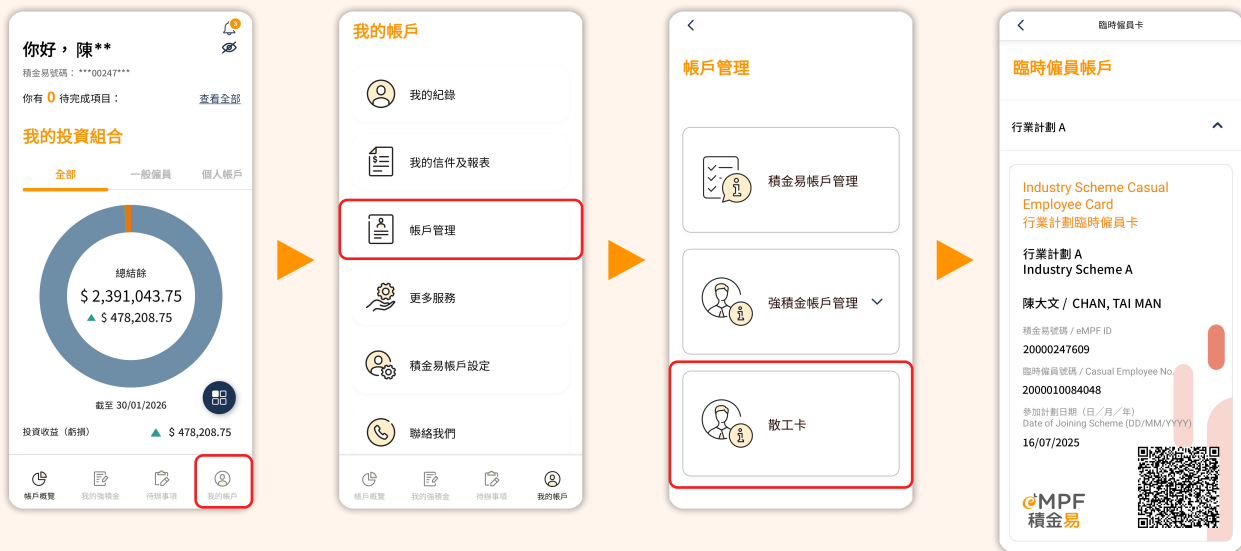 3
你好，陳**
積金易號碼：***00247***
你有 0 待完成項目：
查看全部
我的投資組合
全部
一般僱員
個人帳戶
總結餘
$ 2,391,043.75
▲ $ 478,208.75
截至 30/01/2026
投資收益（虧損）
▲ $ 478,208.75
帳戶概覽
我的強積金
待辦事項
我的帳戶
我的帳戶
我的紀錄
我的信件及報表
帳戶管理
更多服務
積金易帳戶設定
聯絡我們
帳戶概覽
我的強積金
待辦事項
我的帳戶
帳戶管理
積金易帳戶管理
強積金帳戶管理
散工卡
臨時僱員卡
臨時僱員帳戶
行業計劃 A
Industry Scheme Casual
Employee Card
行業計劃臨時僱員卡
行業計劃 A
Industry Scheme A
陳大文 / CHAN, TAI MAN
積金易號碼 / eMPF ID
20000247609
臨時僱員號碼 / Casual Employee No.
2000010084048
參加計劃日期（日／月／年）
Date of Joining Scheme (DD/MM/YYYY)
16/07/2025
eMPF
積金易